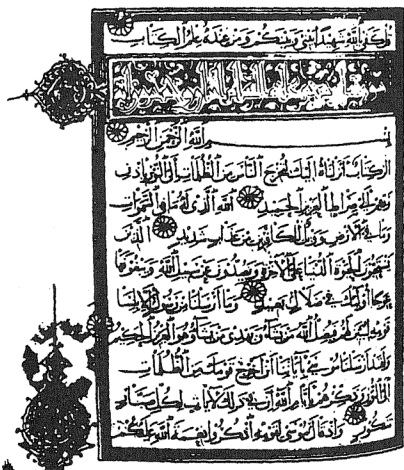 قل كفى بالله شهيدا بيني وبينكم ومن عنده علم الكتاب
بسم الله الرحمن الرحيم
الر كتاب أنزلناه إليك لتخرج الناس من الظلمات إلى النور بإذن
ربهم إلى صراط العزيز الحميد الله الذي له ما في السموات
وما في الأرض وويل للكافرين من عذاب شديد الذين
يستحبون الحيوة الدنيا على الآخرة ويصدون عن سبيل الله ويبغونها
عوجا أولئك في ضلال بعيد وما أرسلنا من رسول إلا بلسان
قومه ليبين لهم فيضل الله من يشاء ويهدي من يشاء وهو العزيز الحكيم
ولقد أرسلنا موسى بآياتنا أن أخرج قومك من الظلمات
إلى النور وذكرهم بأيام الله إن في ذلك لآيات لكل صبار
شكور وإذ قال موسى لقومه اذكروا نعمة الله عليكم